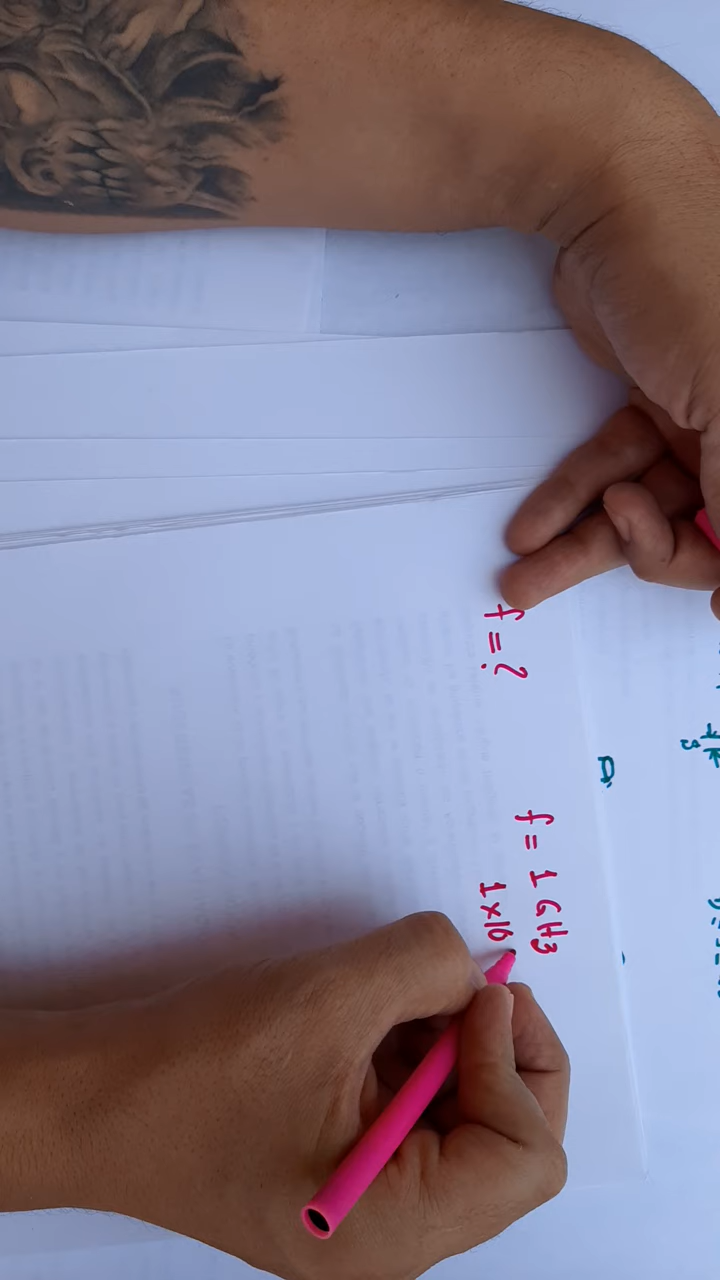 f = ?
f = 1 GHz
1 x 10